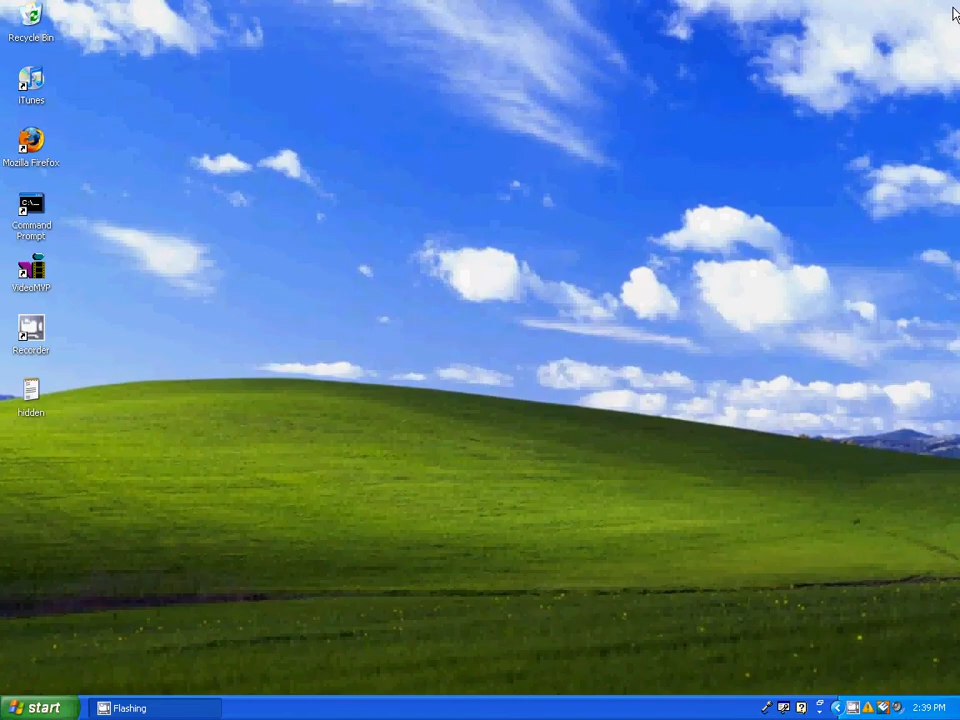 Recycle Bin
iTunes
Mozilla Firefox
C:\_
Command
Prompt
VideoMVP
Recorder
hidden
start
Flashing
2:39 PM